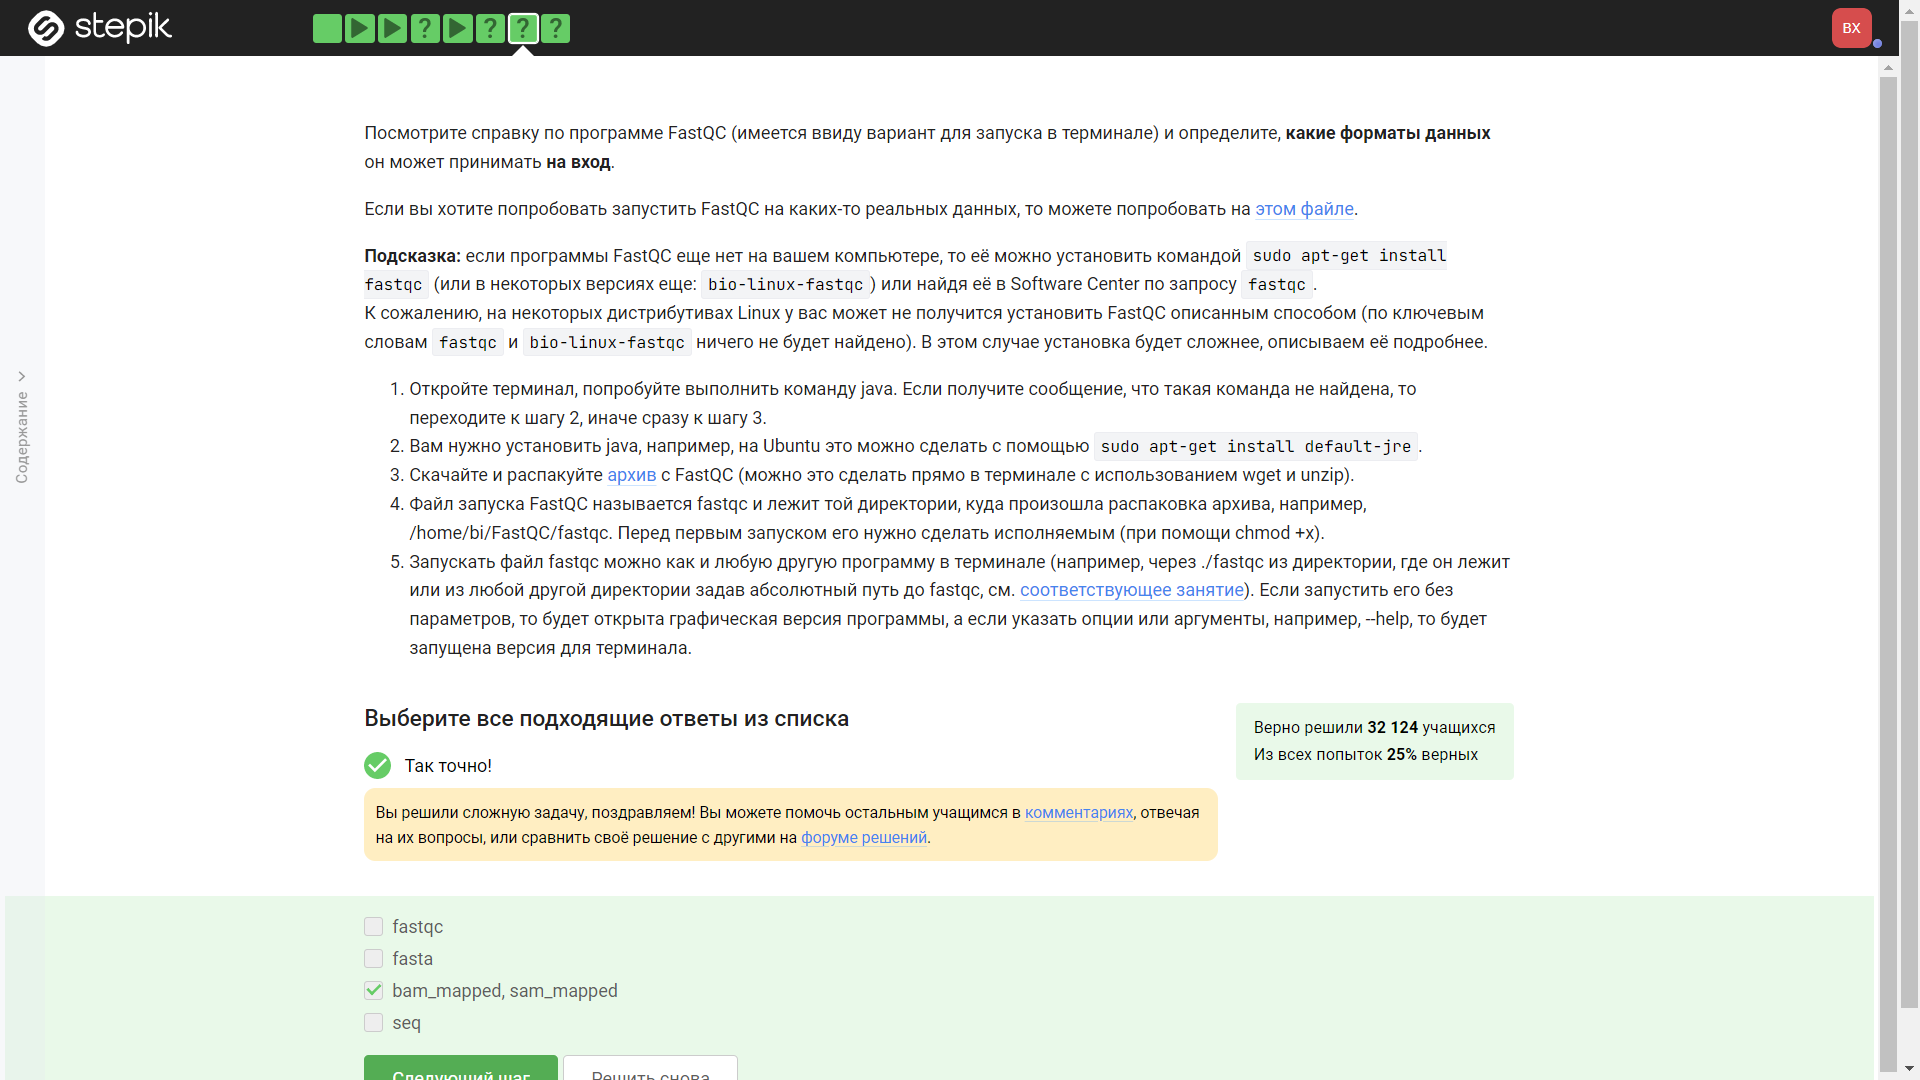 stepik
? ? ? ?
BX
Содержание
Посмотрите справку по программе FastQC (имеется ввиду вариант для запуска в терминале) и определите, какие форматы данных
он может принимать на вход.
Если вы хотите попробовать запустить FastQC на каких-то реальных данных, то можете попробовать на этом файле.
Подсказка: если программы FastQC еще нет на вашем компьютере, то её можно установить командой sudo apt-get install
fastqc (или в некоторых версиях еще: bio-linux-fastqc ) или найдя её в Software Center по запросу fastqc .
К сожалению, на некоторых дистрибутивах Linux у вас может не получится установить FastQC описанным способом (по ключевым
словам fastqc и bio-linux-fastqc ничего не будет найдено). В этом случае установка будет сложнее, описываем её подробнее.
1. Откройте терминал, попробуйте выполнить команду java. Если получите сообщение, что такая команда не найдена, то
переходите к шагу 2, иначе сразу к шагу 3.
2. Вам нужно установить java, например, на Ubuntu это можно сделать с помощью sudo apt-get install default-jre .
3. Скачайте и распакуйте архив с FastQC (можно это сделать прямо в терминале с использованием wget и unzip).
4. Файл запуска FastQC называется fastqc и лежит той директории, куда произошла распаковка архива, например,
/home/bi/FastQC/fastqc. Перед первым запуском его нужно сделать исполняемым (при помощи chmod +x).
5. Запускать файл fastqc можно как и любую другую программу в терминале (например, через ./fastqc из директории, где он лежит
или из любой другой директории задав абсолютный путь до fastqc, см. соответствующее занятие). Если запустить его без
параметров, то будет открыта графическая версия программы, а если указать опции или аргументы, например, --help, то будет
запущена версия для терминала.
Выберите все подходящие ответы из списка
Верно решили 32 124 учащихся
Из всех попыток 25% верных
Так точно!
Вы решили сложную задачу, поздравляем! Вы можете помочь остальным учащимся в комментариях, отвечая
на их вопросы, или сравнить своё решение с другими на форуме решений.
fastqc
fasta
bam_mapped, sam_mapped
seq
Следующий шаг
Решить снова